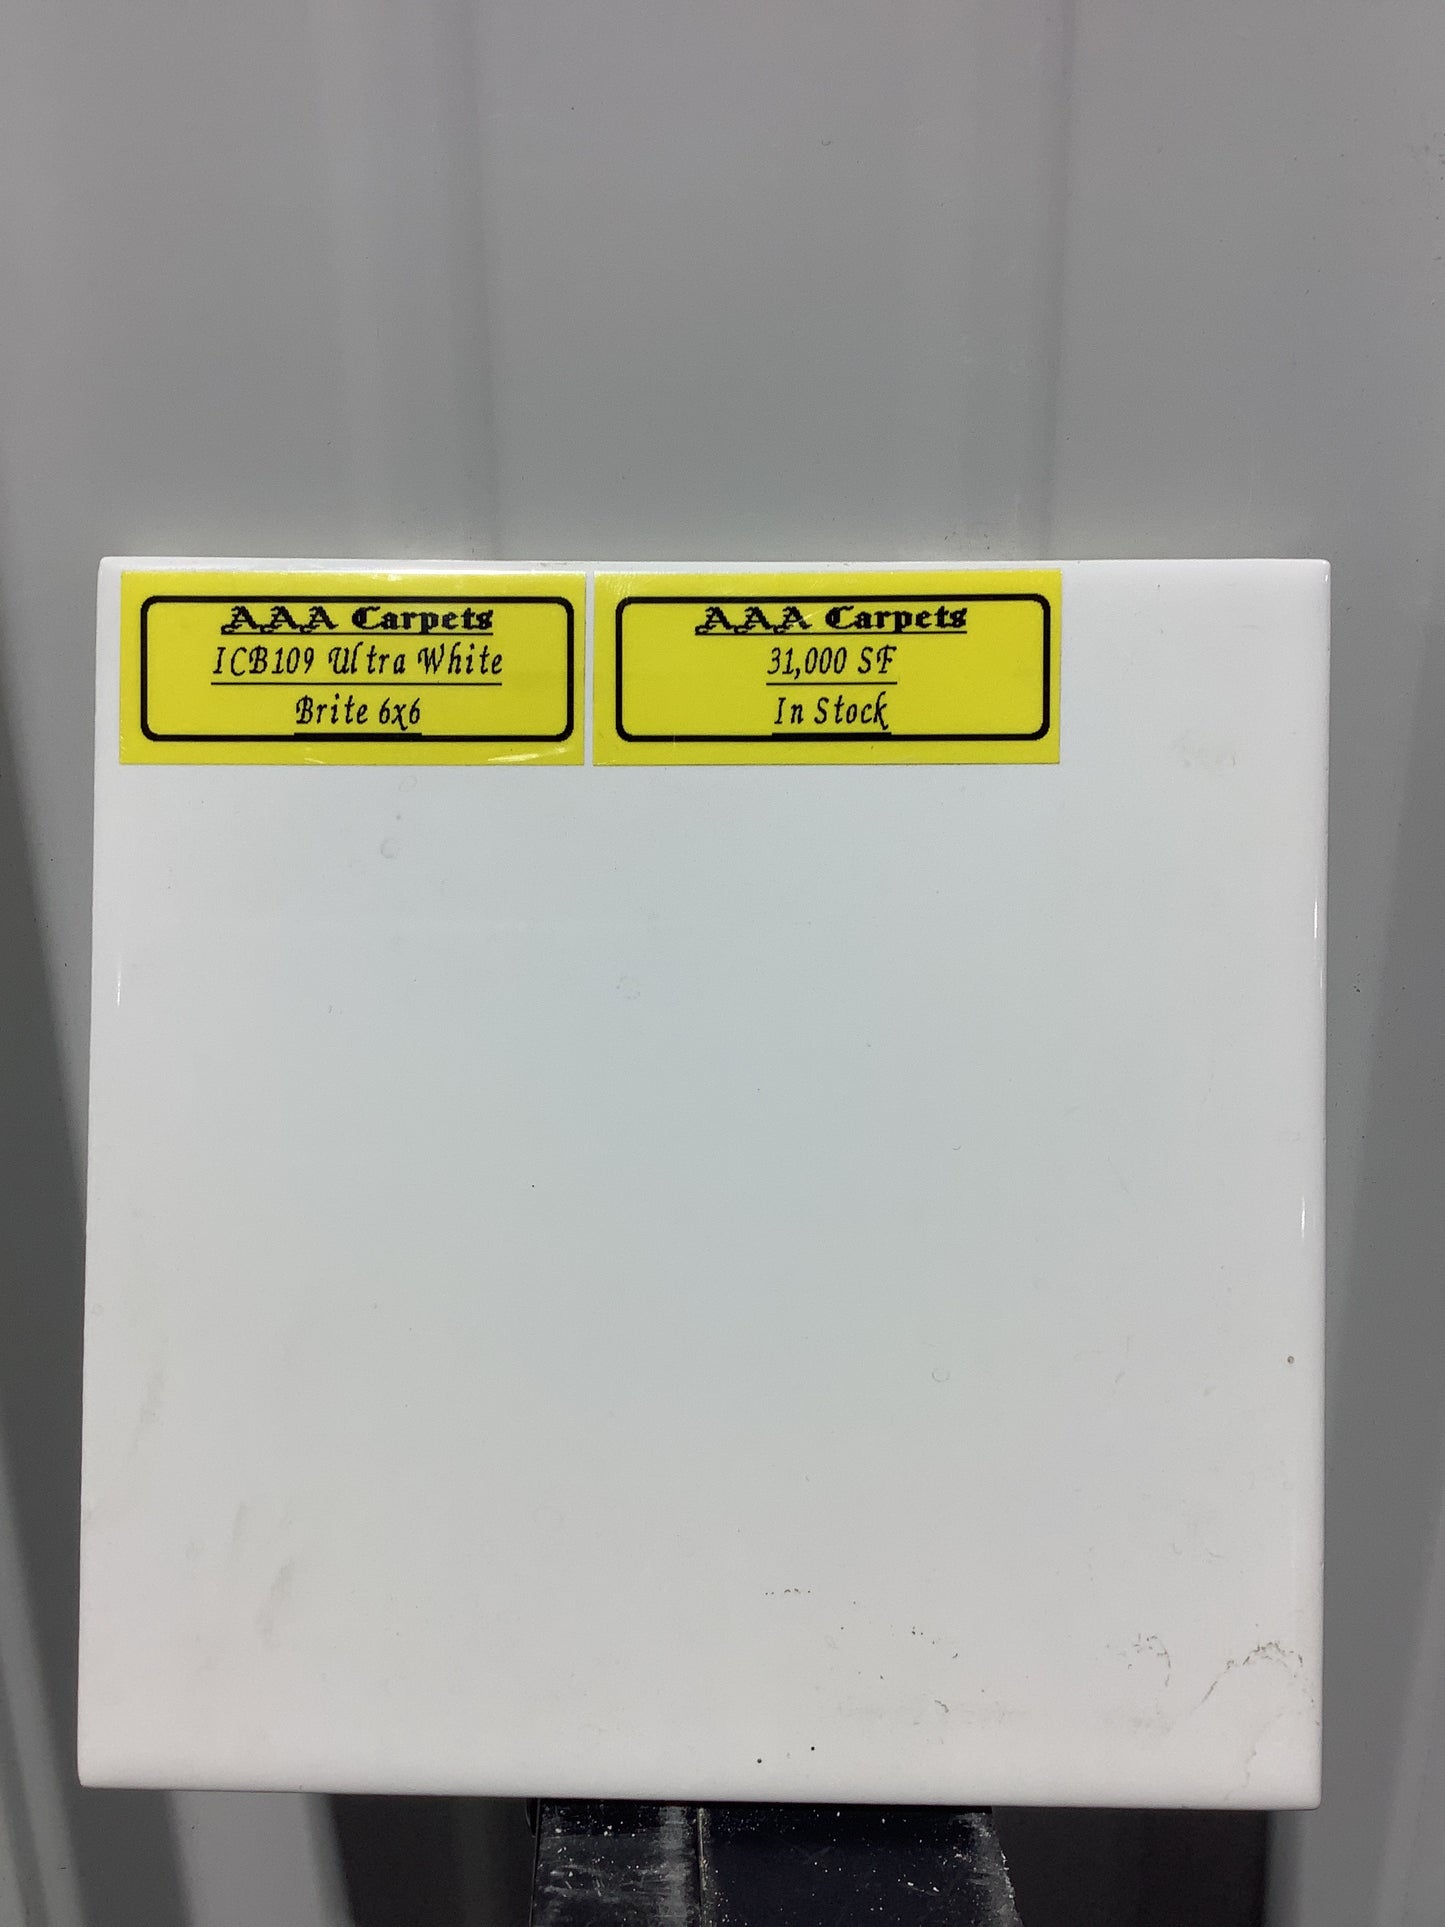 AAA Carpets
ICB109 Ultra White
Brite 6x6
AAA Carpets
31,000 SF
In Stock